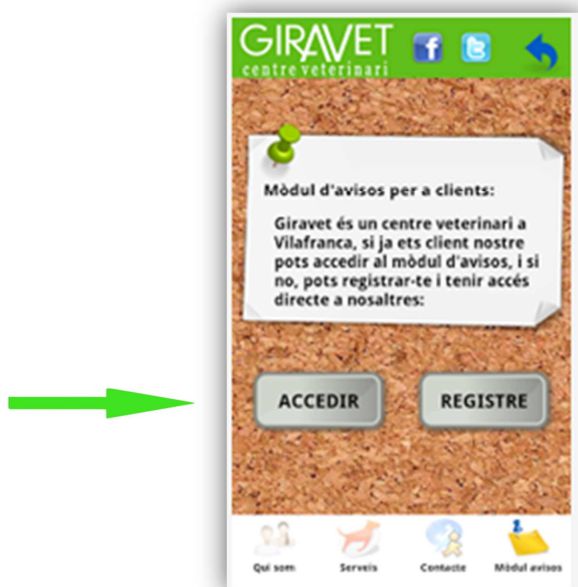 GIRAVET
centre veterinari
Mòdul d'avisos per a clients:
Giravet és un centre veterinari a
Vilafranca, si ja ets client nostre
pots accedir al mòdul d'avisos, i si
no, pots registrar-te i tenir accés
directe a nosaltres:
ACCEDIR REGISTRE
Qui som Serveis Contacte Mòdul avisos